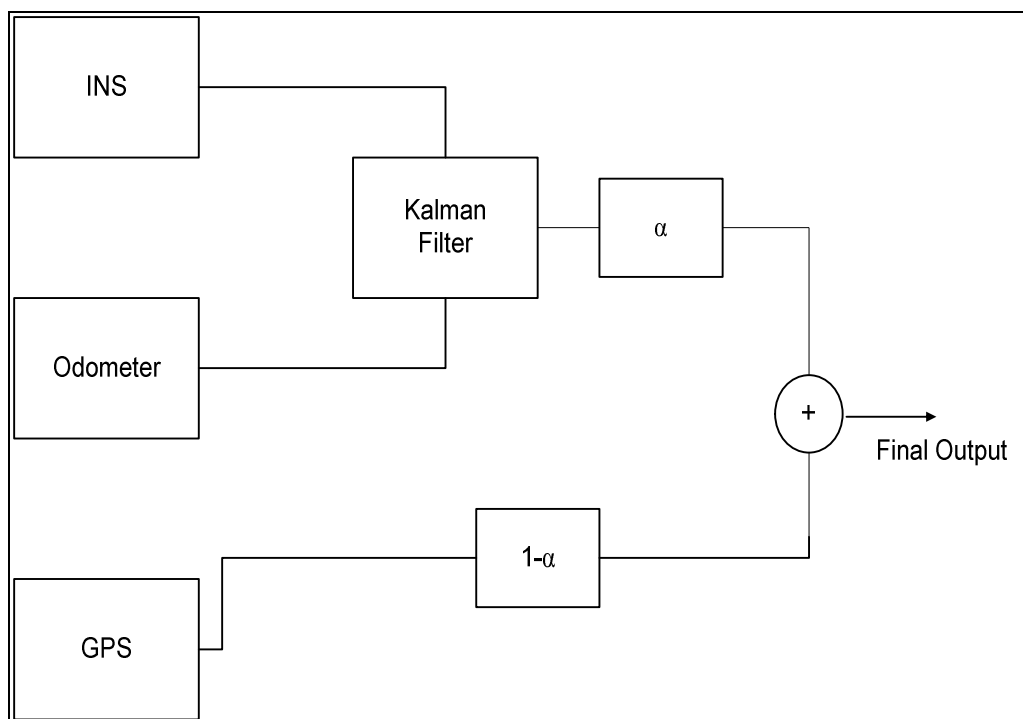 INS
Kalman
Filter
α
Odometer
+
Final Output
1-α
GPS